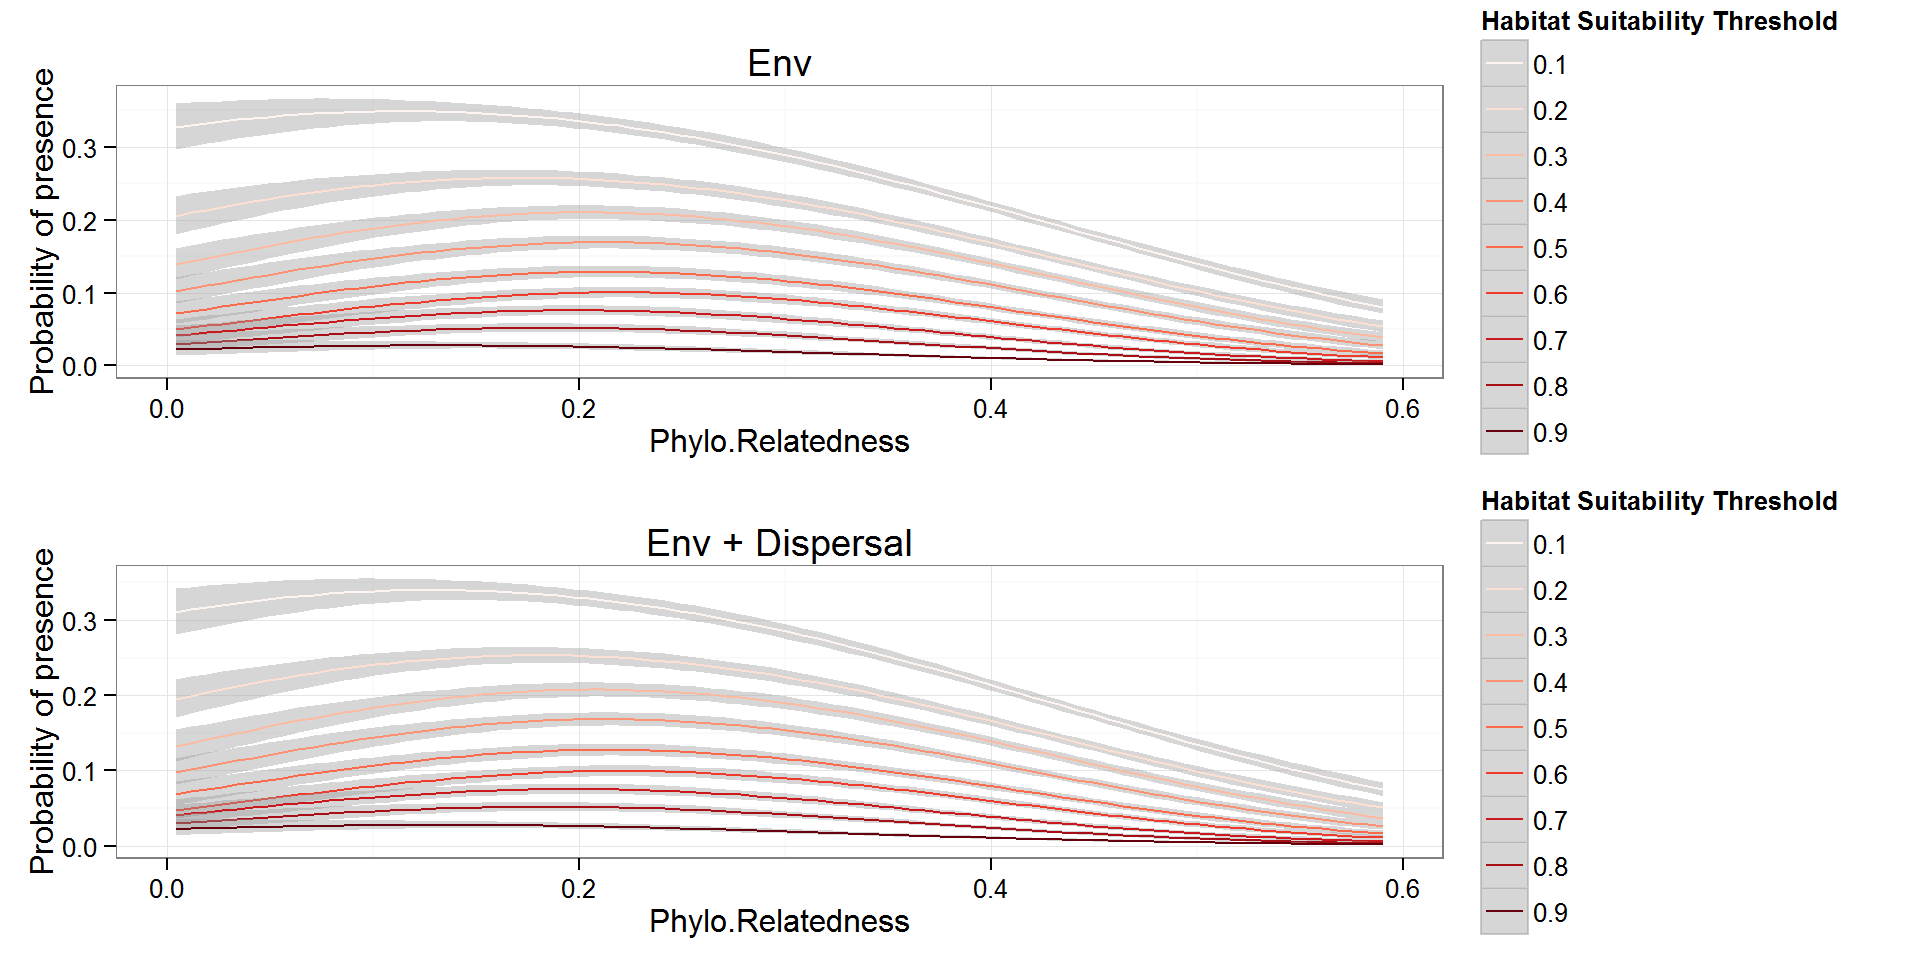 Env
Probability of presence
0.3
0.2
0.1
0.0
0.0 0.2 0.4 0.6
Phylo.Relatedness
Habitat Suitability Threshold
0.1
0.2
0.3
0.4
0.5
0.6
0.7
0.8
0.9
Env + Dispersal
Probability of presence
0.3
0.2
0.1
0.0
0.0 0.2 0.4 0.6
Phylo.Relatedness
Habitat Suitability Threshold
0.1
0.2
0.3
0.4
0.5
0.6
0.7
0.8
0.9